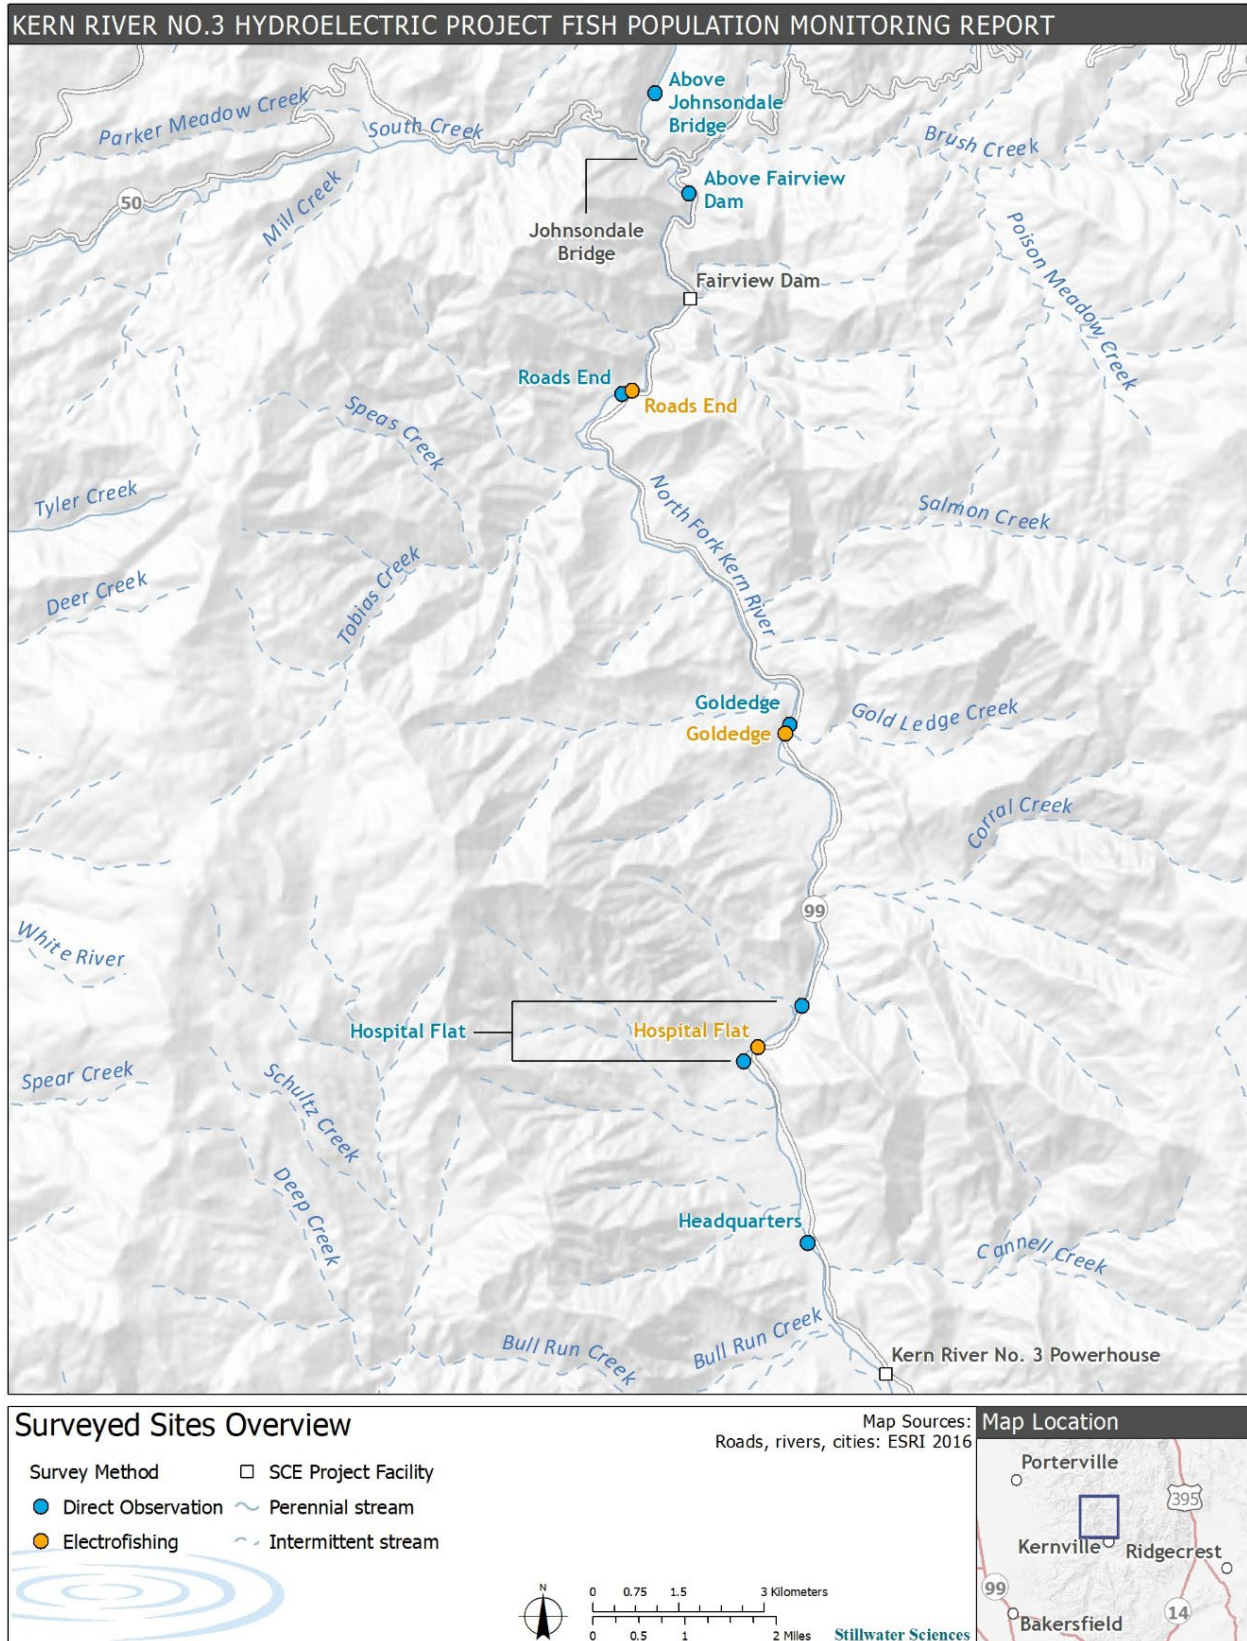 KERN RIVER NO.3 HYDROELECTRIC PROJECT FISH POPULATION MONITORING REPORT
Above
Johnsondale
Bridge
Parker Meadow Creek
South Creek
Brush Creek
50
Mill Creek
Above Fairview
Dam
Johnsondale
Bridge
Poison Meadow Creek
Fairview Dam
Roads End
Roads End
Speas Creek
Tyler Creek
North Fork Kern River
Salmon Creek
Deer Creek
Tobias Creek
Goldedge
Goldedge
Gold Ledge Creek
Corral Creek
99
White River
Hospital Flat
Hospital Flat
Spear Creek
Schultz Creek
Deep Creek
Headquarters
Cannell Creek
Bull Run Creek
Bull Run Creek
Kern River No. 3 Powerhouse
Surveyed Sites Overview
Map Sources:
Roads, rivers, cities: ESRI 2016
Survey Method
SCE Project Facility
Direct Observation
Perennial stream
Electrofishing
Intermittent stream
N
0 0.75 1.5 3 Kilometers
0 0.5 1 2 Miles
Stillwater Sciences
Map Location
Porterville
395
Kernville
Ridgecrest
99
14
Bakersfield